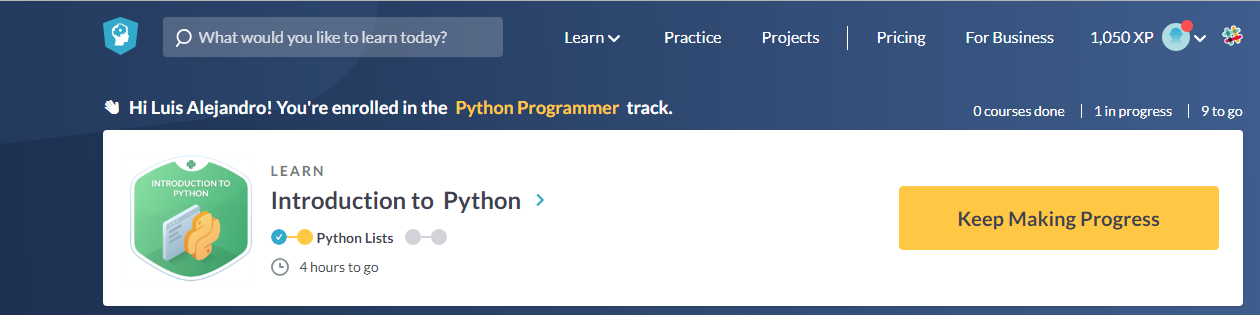 What would you like to learn today?
Learn
Practice
Projects
Pricing
For Business
1,050 XP
Hi Luis Alejandro! You're enrolled in the Python Programmer track.
0 courses done
1 in progress
9 to go
INTRODUCTION TO
PYTHON
LEARN
Introduction to Python
Python Lists
4 hours to go
Keep Making Progress